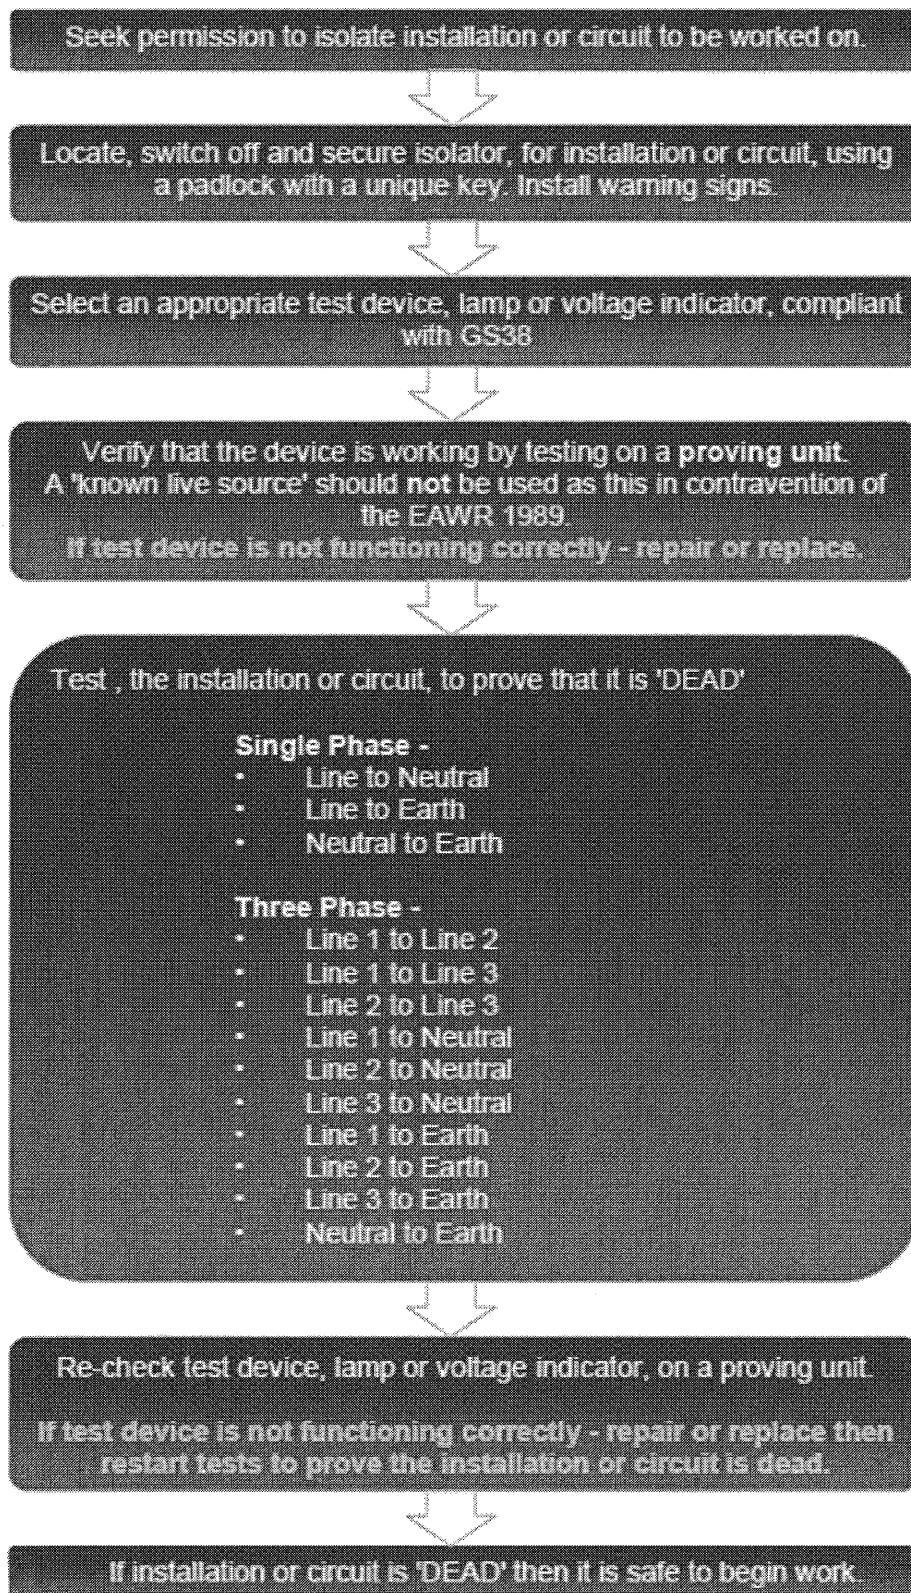 Seek permission to isolate installation or circuit to be worked on.
Locate, switch off and secure isolator, for installation or circuit, using
a padlock with a unique key. Install warning signs.
Select an appropriate test device, lamp or voltage indicator, compliant
with GS38
Verify that the device is working by testing on a proving unit.
A 'known live source' should not be used as this in contravention of
the EAWR 1989.
If test device is not functioning correctly - repair or replace.
Test , the installation or circuit, to prove that it is 'DEAD'
Single Phase -
• Line to Neutral
• Line to Earth
• Neutral to Earth
Three Phase -
• Line 1 to Line 2
• Line 1 to Line 3
• Line 2 to Line 3
• Line 1 to Neutral
• Line 2 to Neutral
• Line 3 to Neutral
• Line 1 to Earth
• Line 2 to Earth
• Line 3 to Earth
• Neutral to Earth
Re-check test device, lamp or voltage indicator, on a proving unit.
If test device is not functioning correctly - repair or replace then
restart tests to prove the installation or circuit is dead.
If installation or circuit is 'DEAD' then it is safe to begin work.